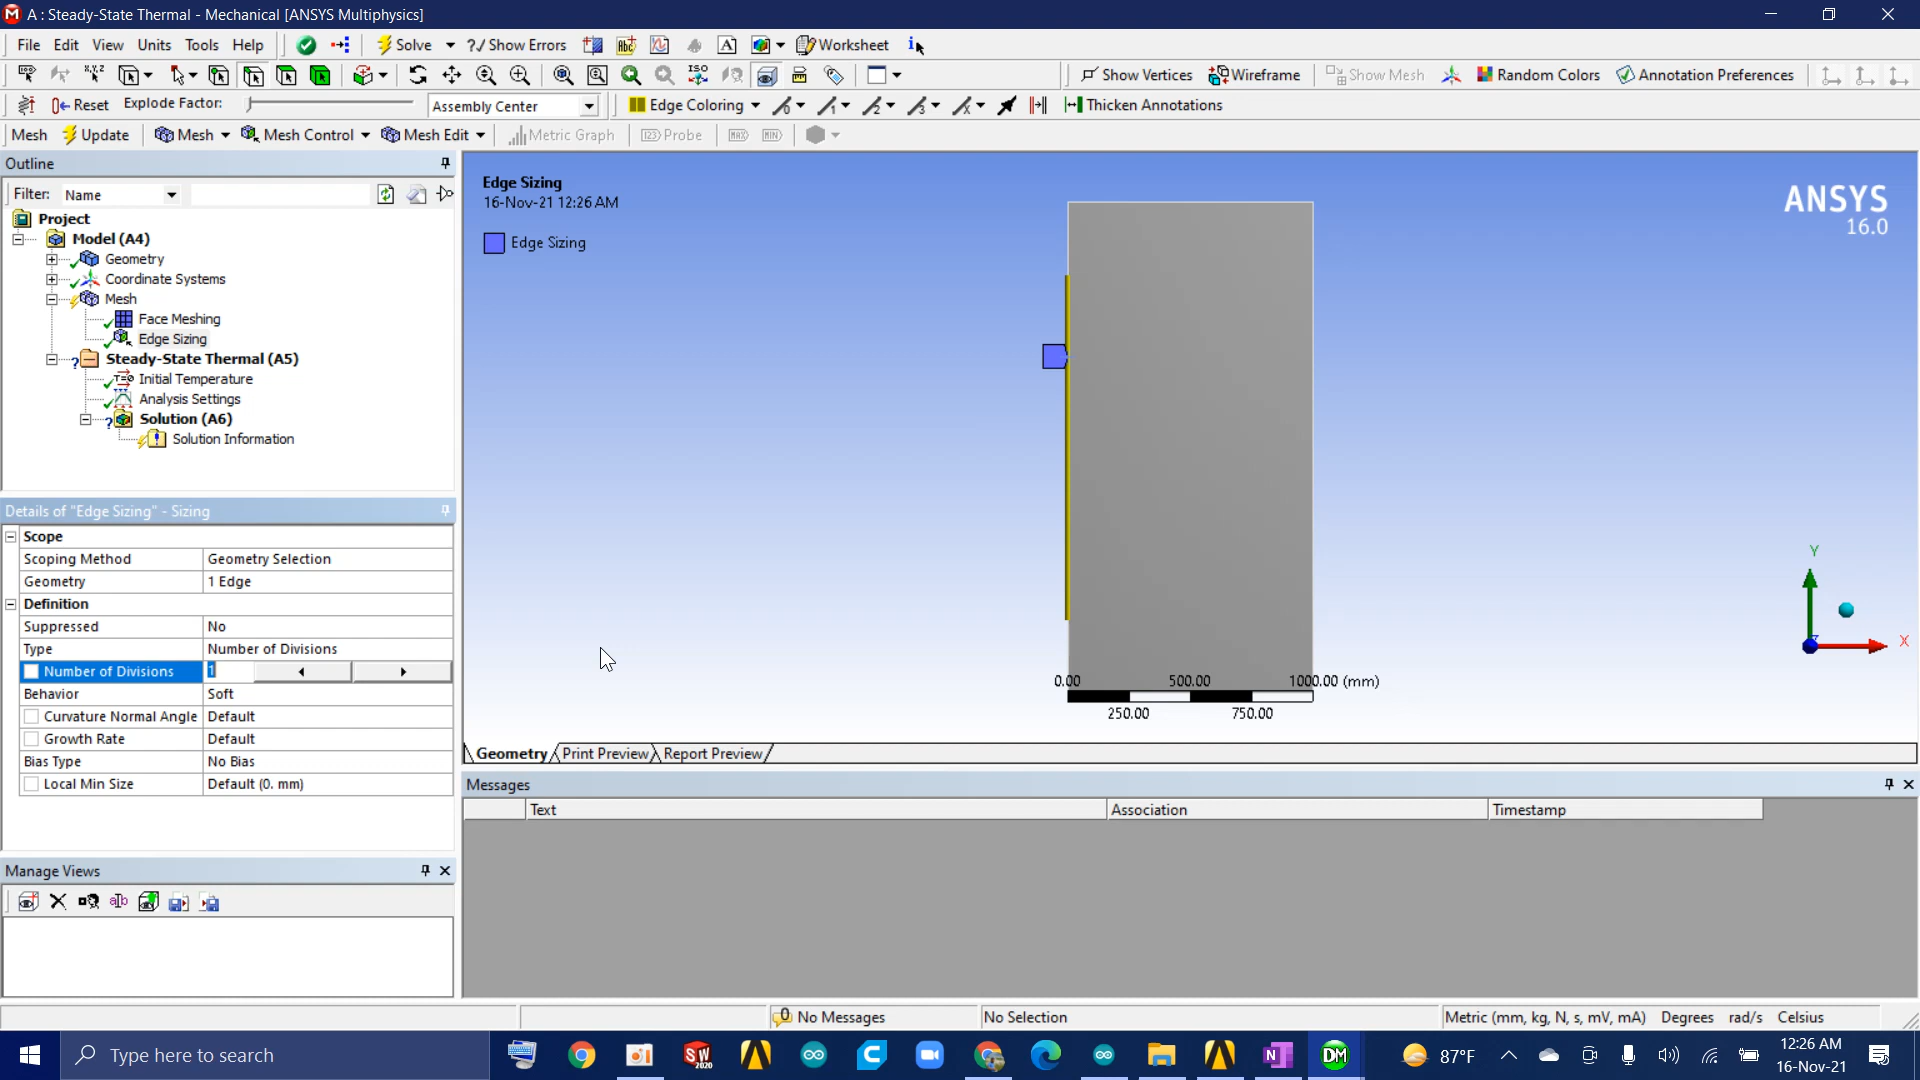 A : Steady-State Thermal - Mechanical [ANSYS Multiphysics]
File Edit View Units Tools Help Solve ?/ Show Errors Worksheet
Show Vertices Wireframe Show Mesh Random Colors Annotation Preferences
Reset Explode Factor: Assembly Center Edge Coloring Thicken Annotations
Mesh Update Mesh Mesh Control Mesh Edit Metric Graph Probe MAX MIN
Outline
Filter: Name
Project
Model (A4)
Geometry
Coordinate Systems
Mesh
Face Meshing
Edge Sizing
Steady-State Thermal (A5)
Initial Temperature
Analysis Settings
Solution (A6)
Solution Information
Details of "Edge Sizing" - Sizing
Scope
Scoping Method Geometry Selection
Geometry 1 Edge
Definition
Suppressed No
Type Number of Divisions
Number of Divisions 1
Behavior Soft
Curvature Normal Angle Default
Growth Rate Default
Bias Type No Bias
Local Min Size Default (0. mm)
Manage Views
Edge Sizing
16-Nov-21 12:26 AM
Edge Sizing
ANSYS
16.0
0.00 500.00 1000.00 (mm)
250.00 750.00
Y
X
Geometry Print Preview Report Preview
Messages
Text Association Timestamp
No Messages No Selection Metric (mm, kg, N, s, mV, mA) Degrees rad/s Celsius
Type here to search
87°F
12:26 AM
16-Nov-21